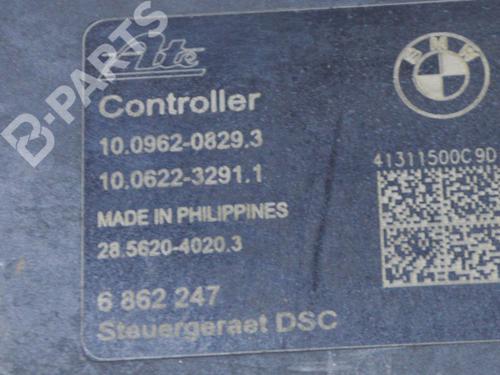 Ate
BMW
Controller
10.0962-0829.3
10.0622-3291.1
41311500C9D
MADE IN PHILIPPINES
28.5620-4020.3
6 862 247
Steuergeraet DSC
B-PARTS